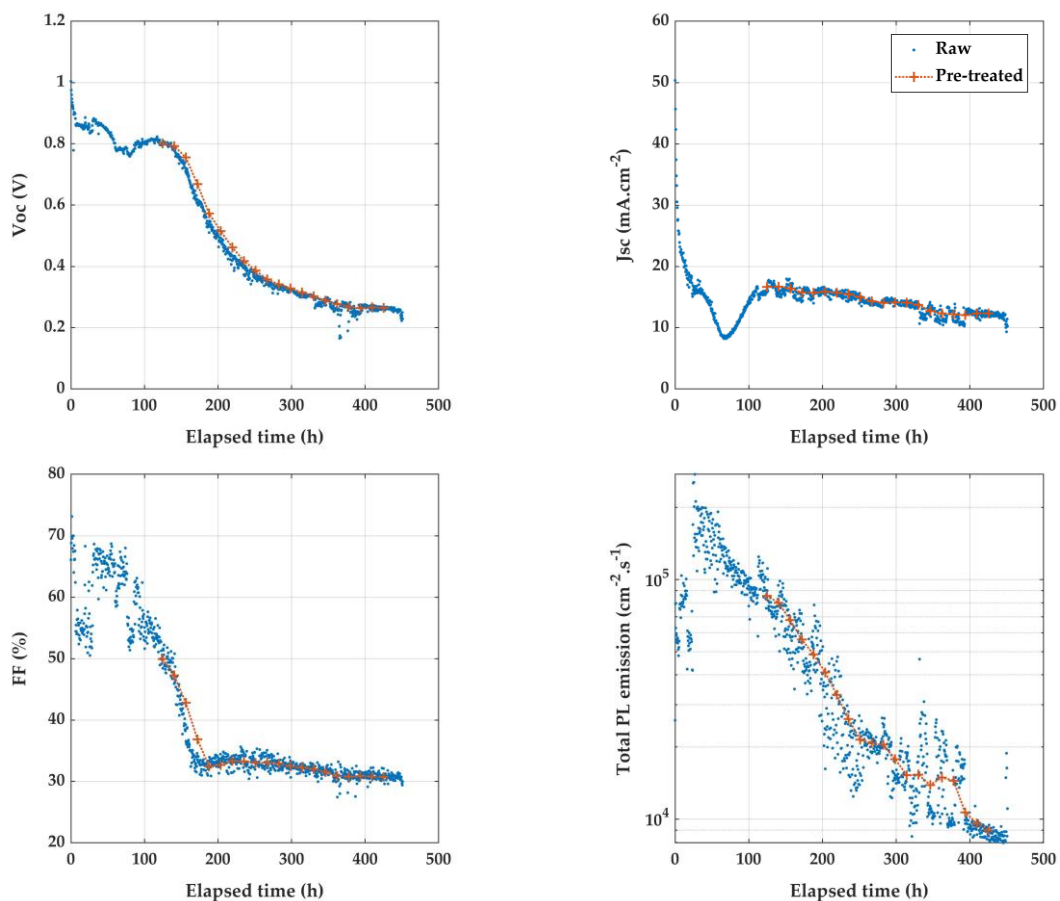 1.2
1
0.8
0.6
0.4
0.2
0
Voc (V)
0 100 200 300 400 500
Elapsed time (h)
60
50
40
30
20
10
0
Jsc (mA.cm-2)
Raw
Pre-treated
0 100 200 300 400 500
Elapsed time (h)
80
70
60
50
40
30
20
FF (%)
0 100 200 300 400 500
Elapsed time (h)
10^5
10^4
Total PL emission (cm-2.s-1)
0 100 200 300 400 500
Elapsed time (h)